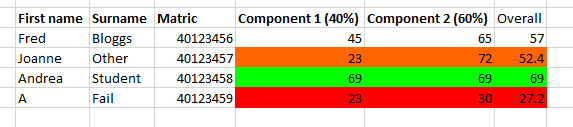 First name Surname Matric Component 1 (40%) Component 2 (60%) Overall
Fred Bloggs 40123456 45 65 57
Joanne Other 40123457 23 72 52.4
Andrea Student 40123458 69 69 69
A Fail 40123459 23 30 27.2